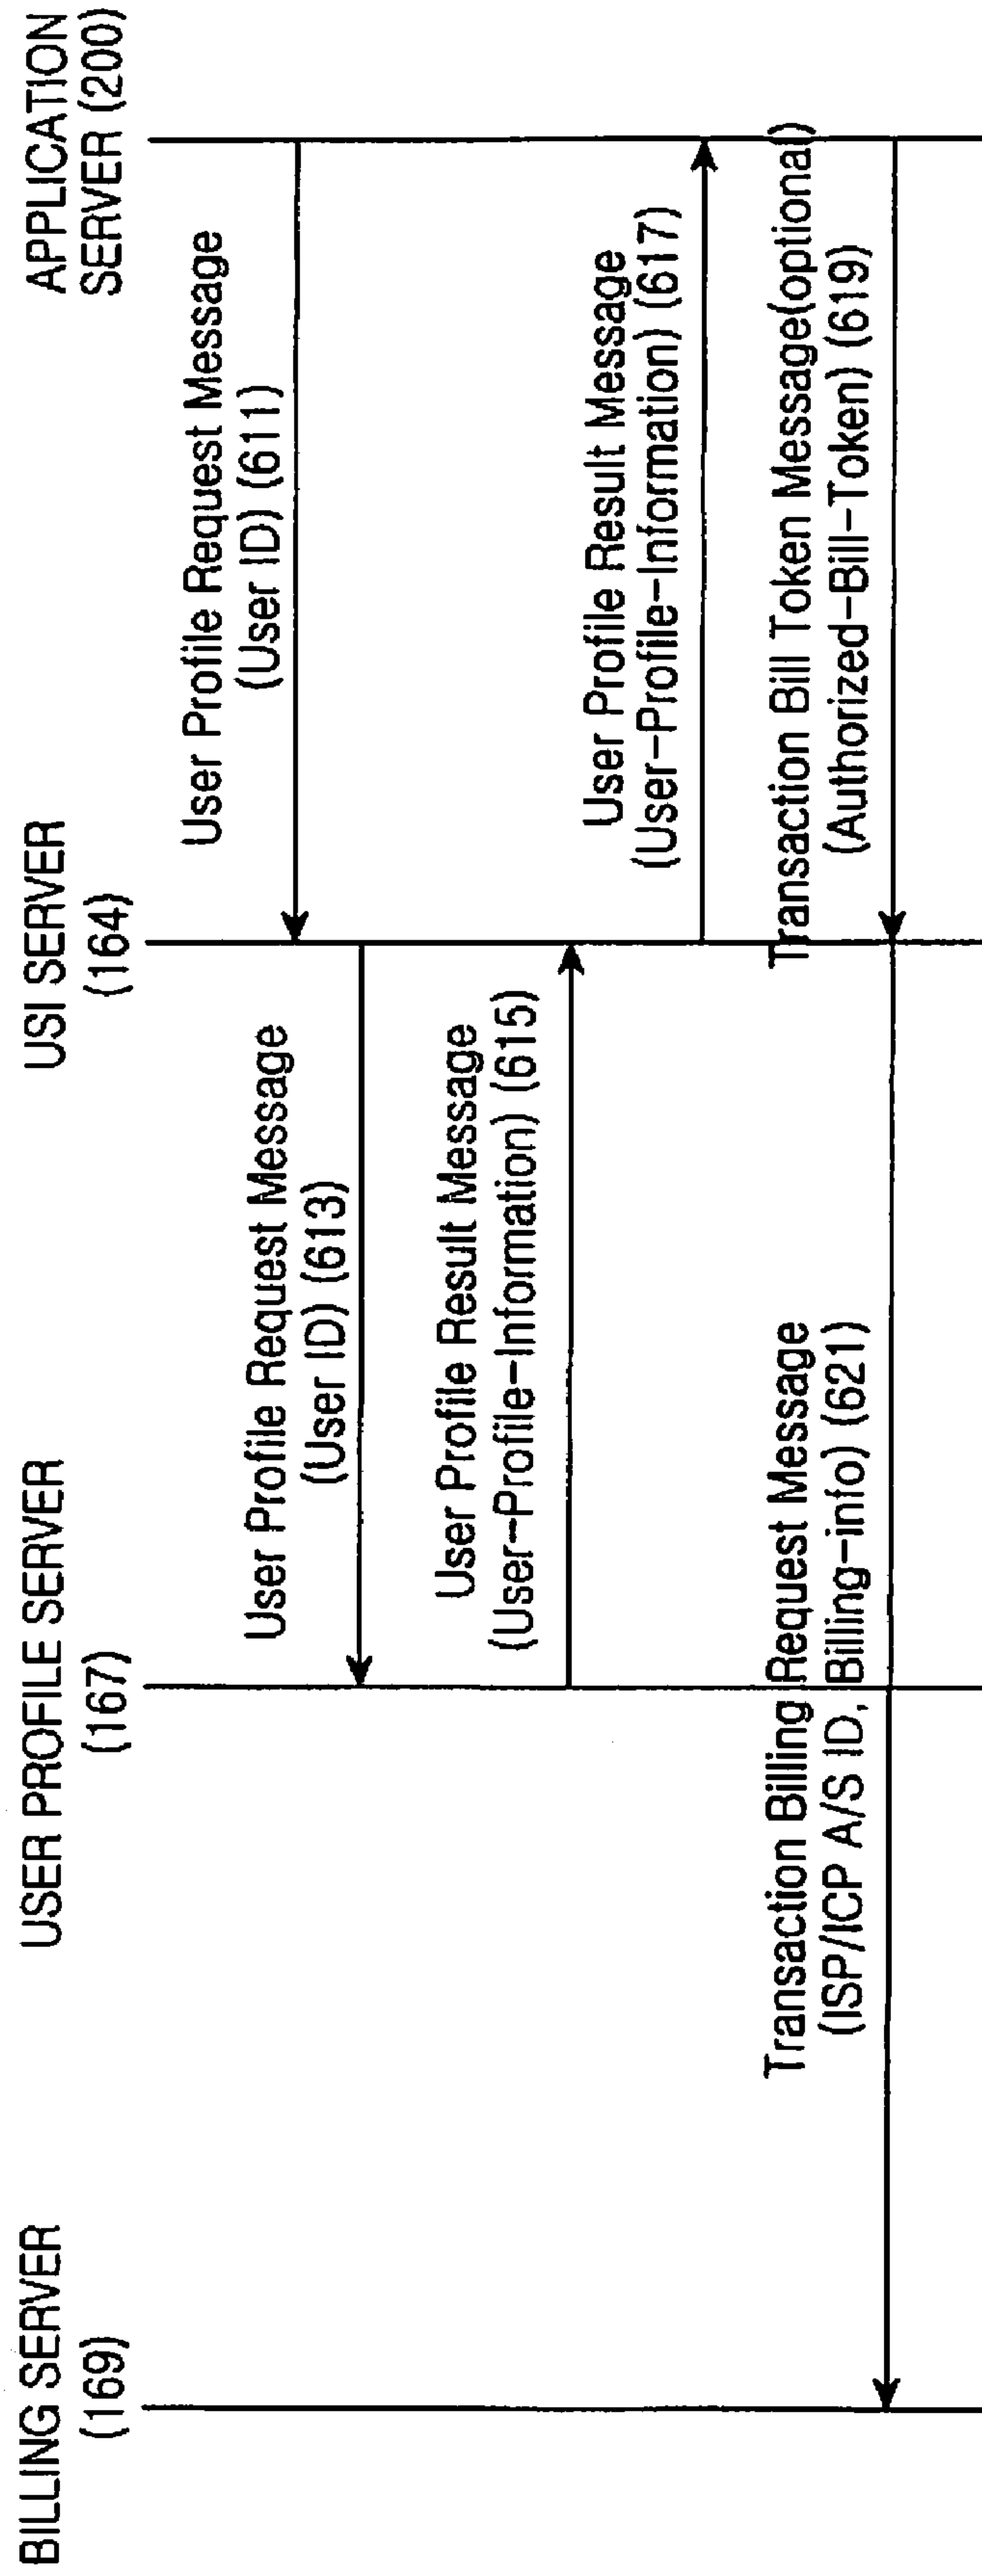 BILLING SERVER
(169)
USER PROFILE SERVER
(167)
USI SERVER
(164)
APPLICATION
SERVER (200)
User Profile Request Message
(User ID) (611)
User Profile Request Message
(User ID) (613)
User Profile Result Message
(User-Profile-Information) (615)
User Profile Result Message
(User-Profile-Information) (617)
Transaction Bill Token Message(optional)
(Authorized-Bill-Token) (619)
Transaction Billing Request Message
(ISP/ICP A/S ID, Billing-info) (621)